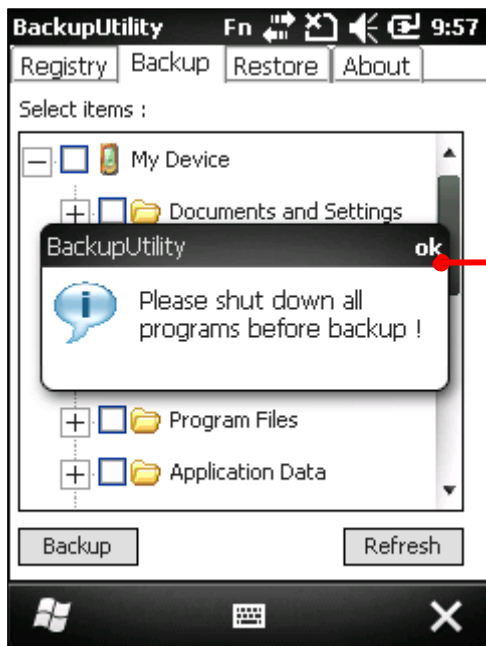 BackupUtility Fn 9:57
Registry Backup Restore About
Select items :
My Device
Documents and Settings
BackupUtility ok
Please shut down all
programs before backup !
Program Files
Application Data
Backup Refresh